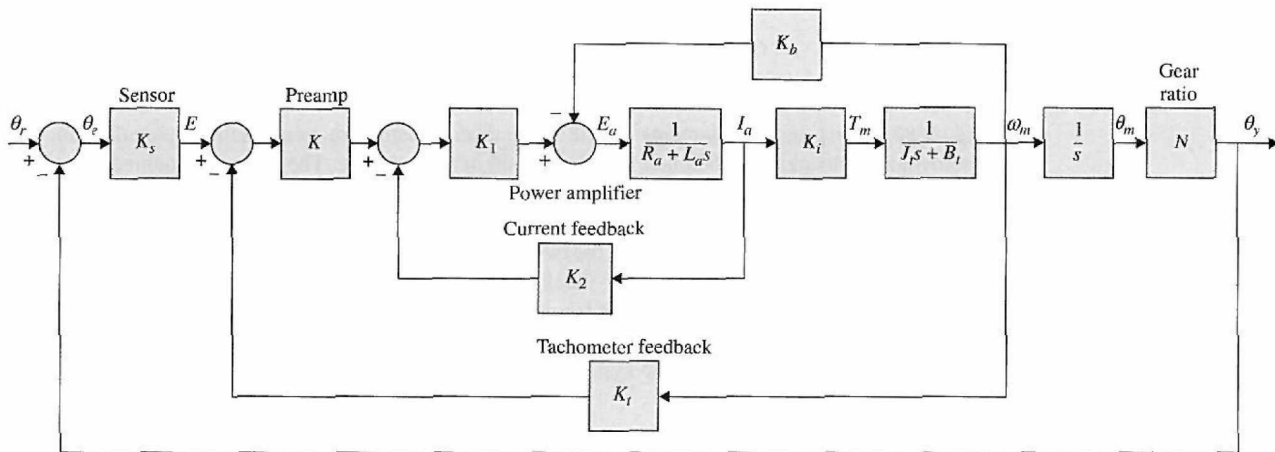 K_b
Sensor
Preamp
Gear
ratio
θ_r
θ_e
K_s
E
K
K_1
E_a
1
R_a + L_a s
I_a
K_i
T_m
1
J_t s + B_t
ω_m
1
s
θ_m
N
θ_y
+
−
+
−
+
−
+
−
Power amplifier
Current feedback
K_2
Tachometer feedback
K_t